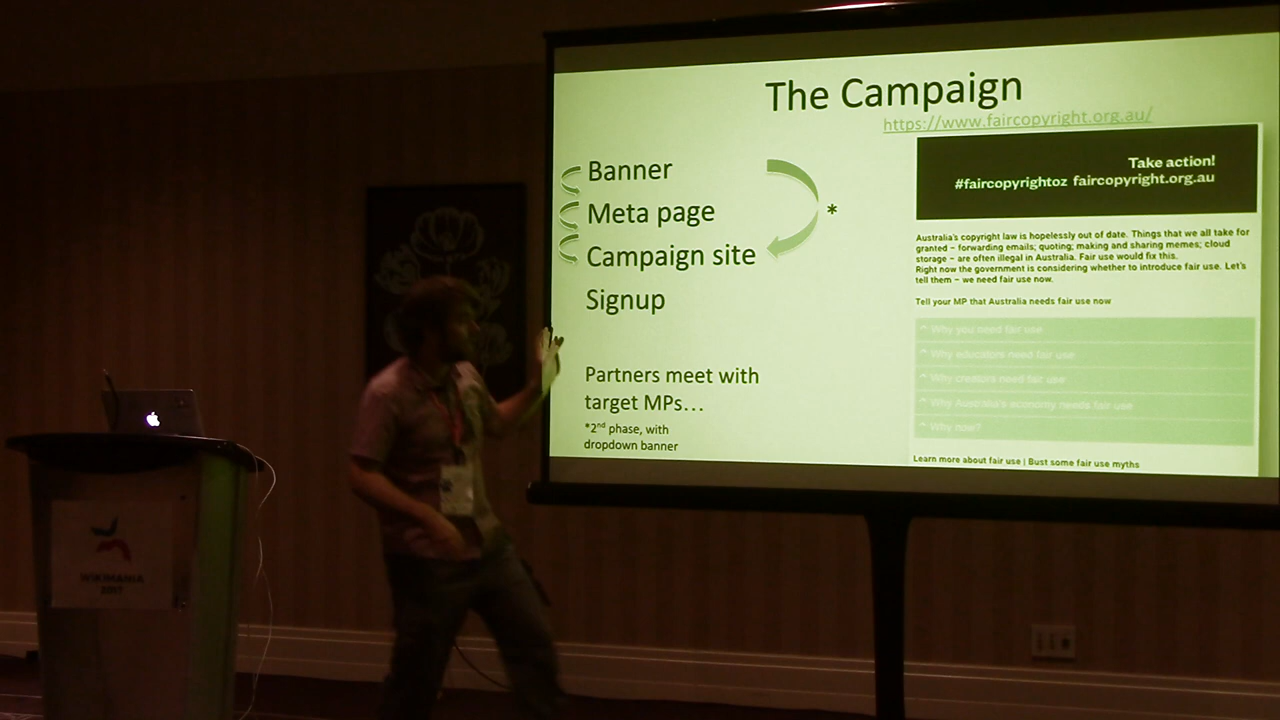 The Campaign
https://www.faircopyright.org.au/
Banner
Meta page
Campaign site
Signup
*
Partners meet with
target MPs…
*2nd phase, with
dropdown banner
Take action!
#faircopyrightoz faircopyright.org.au
Australia's copyright law is hopelessly out of date. Things that we all take for
granted – forwarding emails; quoting; making and sharing memes; cloud
storage – are often illegal in Australia. Fair use would fix this.
Right now the government is considering whether to introduce fair use. Let's
tell them – we need fair use now.
Tell your MP that Australia needs fair use now
^ Why you need fair use
^ Why educators need fair use
^ Why creators need fair use
^ Why Australia's economy needs fair use
^ Why now?
Learn more about fair use | Bust some fair use myths
WIKIMANIA
2017